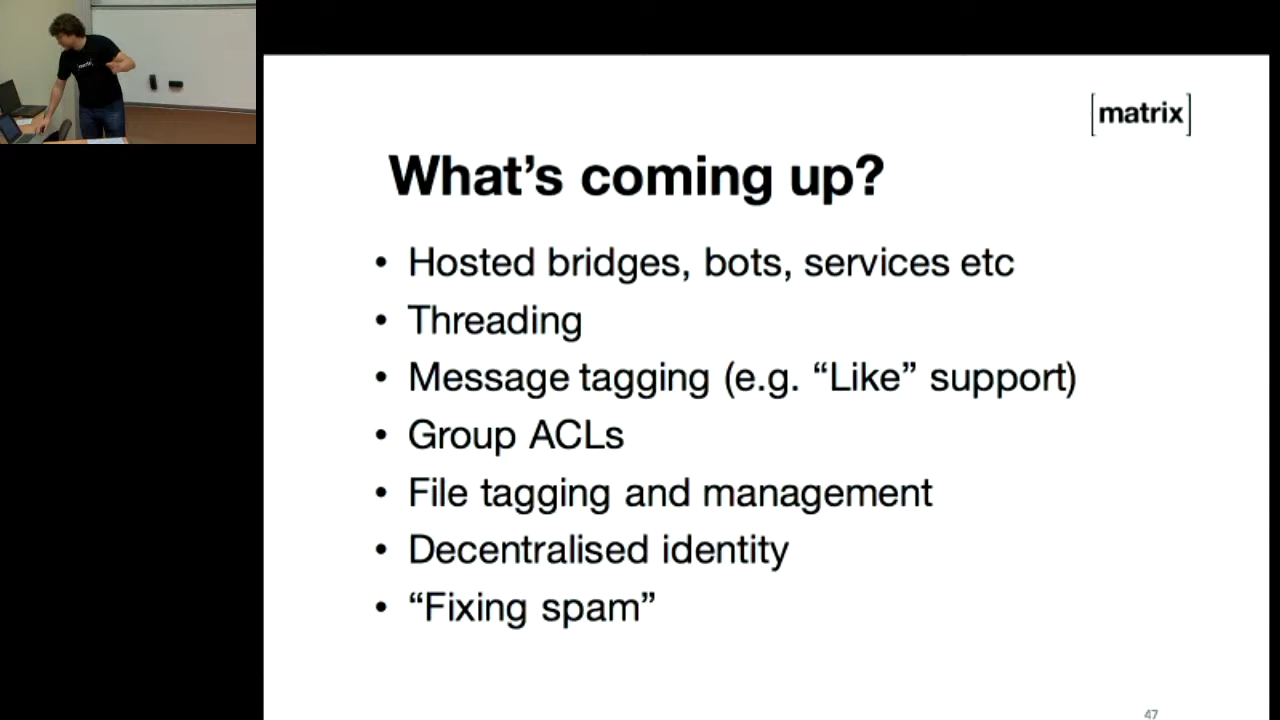 [matrix]
What’s coming up?
• Hosted bridges, bots, services etc
• Threading
• Message tagging (e.g. “Like” support)
• Group ACLs
• File tagging and management
• Decentralised identity
• “Fixing spam”
47